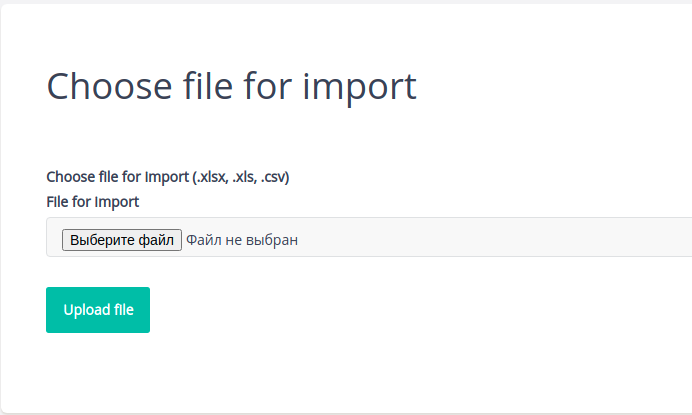 Choose file for import
Choose file for Import (.xlsx, .xls, .csv)
File for Import
Выберите файл Файл не выбран
Upload file